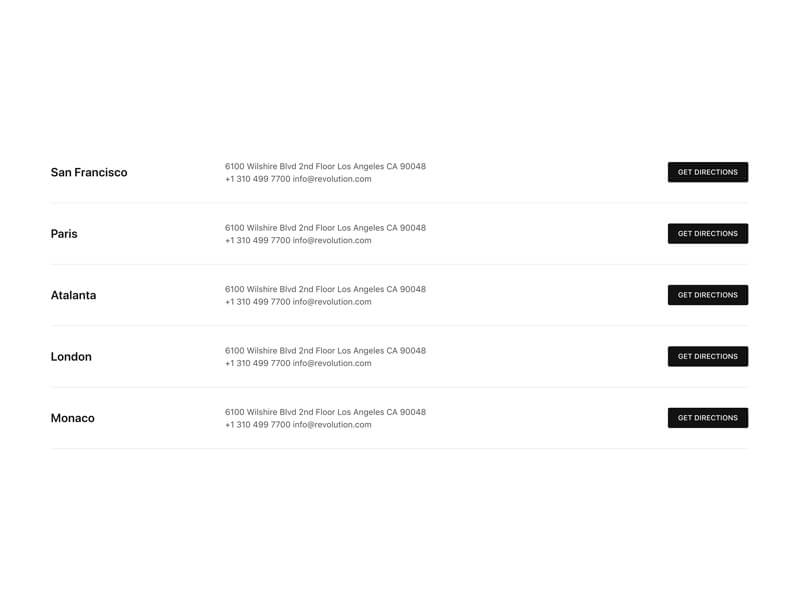 San Francisco
6100 Wilshire Blvd 2nd Floor Los Angeles CA 90048
+1 310 499 7700 info@revolution.com
GET DIRECTIONS
Paris
6100 Wilshire Blvd 2nd Floor Los Angeles CA 90048
+1 310 499 7700 info@revolution.com
GET DIRECTIONS
Atalanta
6100 Wilshire Blvd 2nd Floor Los Angeles CA 90048
+1 310 499 7700 info@revolution.com
GET DIRECTIONS
London
6100 Wilshire Blvd 2nd Floor Los Angeles CA 90048
+1 310 499 7700 info@revolution.com
GET DIRECTIONS
Monaco
6100 Wilshire Blvd 2nd Floor Los Angeles CA 90048
+1 310 499 7700 info@revolution.com
GET DIRECTIONS